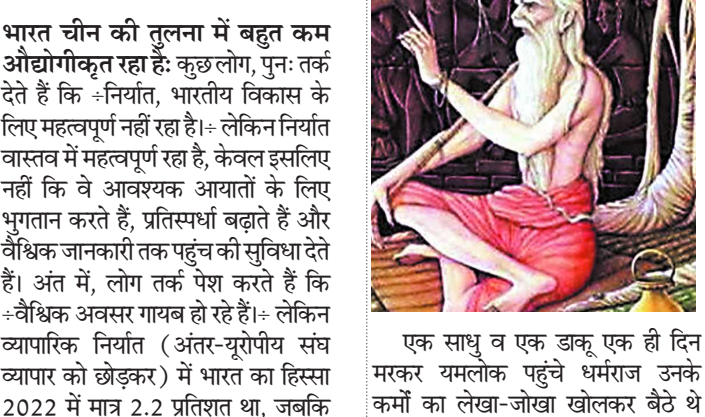 भारत चीन की तुलना में बहुत कम
औद्योगीकृत रहा है: कुछ लोग, पुनः तर्क
देते हैं कि ÷निर्यात, भारतीय विकास के
लिए महत्वपूर्ण नहीं रहा है।÷ लेकिन निर्यात
वास्तव में महत्वपूर्ण रहा है, केवल इसलिए
नहीं कि वे आवश्यक आयातों के लिए
भुगतान करते हैं, प्रतिस्पर्धा बढ़ाते हैं और
वैश्विक जानकारी तक पहुंच की सुविधा देते
हैं। अंत में, लोग तर्क पेश करते हैं कि
÷वैश्विक अवसर गायब हो रहे हैं।÷ लेकिन
व्यापारिक निर्यात (अंतर-यूरोपीय संघ
व्यापार को छोड़कर) में भारत का हिस्सा
2022 में मात्र 2.2 प्रतिशत था, जबकि
एक साधु व एक डाकू एक ही दिन
मरकर यमलोक पहुंचे धर्मराज उनके
कर्मों का लेखा-जोखा खोलकर बैठे थे